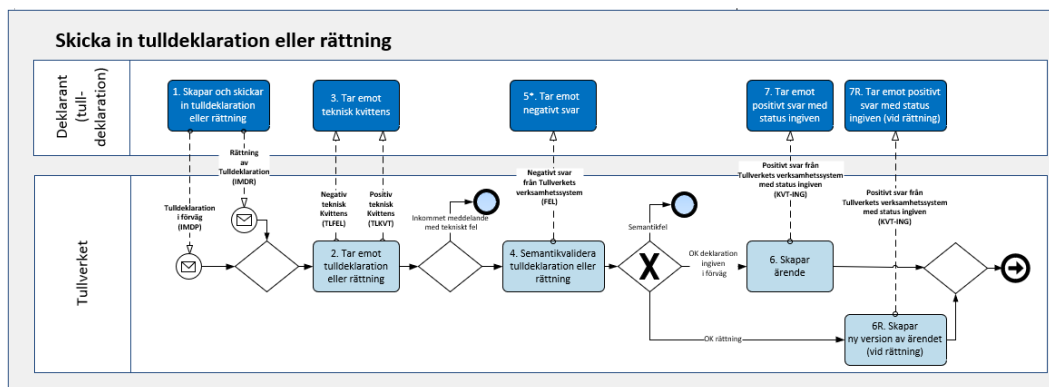 Skicka in tulldeklaration eller rättning
Deklarant
(tull-
deklaration)
1. Skapar och skickar
in tulldeklaration
eller rättning
3. Tar emot
teknisk kvittens
5*. Tar emot
negativt svar
7. Tar emot
positivt svar med
status ingiven
7R. Tar emot positivt
svar med status
ingiven (vid rättning)
Rättning
av
Tulldeklaration
(IMDR)
Tulldeklaration
i förväg
(IMDP)
Negativ
teknisk
Kvittens
(TLFEL)
Positiv
teknisk
Kvittens
(TLKVT)
Negativt svar
från Tullverkets
verksamhetssystem
(FEL)
Positivt svar från
Tullverkets verksamhetssystem
med status ingiven
(KVT-ING)
Positivt svar från
Tullverkets verksamhetssystem
med status ingiven
(KVT-ING)
Tullverket
Inkommet meddelande
med tekniskt fel
Semantikfel
2. Tar emot
tulldeklaration
eller rättning
4. Semantikvalidera
tulldeklaration eller
rättning
X
OK deklaration
ingiven
i förväg
6. Skapar
ärende
OK rättning
6R. Skapar
ny version av ärendet
(vid rättning)